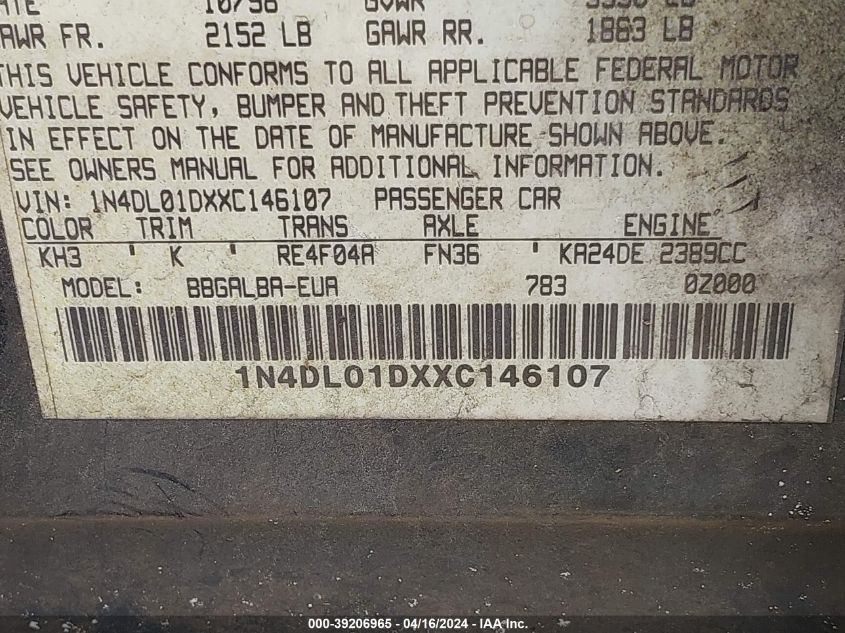 10/98 GVWR
GAWR FR. 2152 LB GAWR RR. 1883 LB
THIS VEHICLE CONFORMS TO ALL APPLICABLE FEDERAL MOTOR
VEHICLE SAFETY, BUMPER AND THEFT PREVENTION STANDARDS
IN EFFECT ON THE DATE OF MANUFACTURE SHOWN ABOVE.
SEE OWNERS MANUAL FOR ADDITIONAL INFORMATION.
VIN: 1N4DL01DXXC146107 PASSENGER CAR
COLOR TRIM TRANS AXLE ENGINE
KH3 ' K ' RE4F04A FN36 ' KA24DE 2389CC
MODEL: BBGALBA-EUA 783 0Z000
1N4DL01DXXC146107
000-39206965 - 04/16/2024 - IAA Inc.